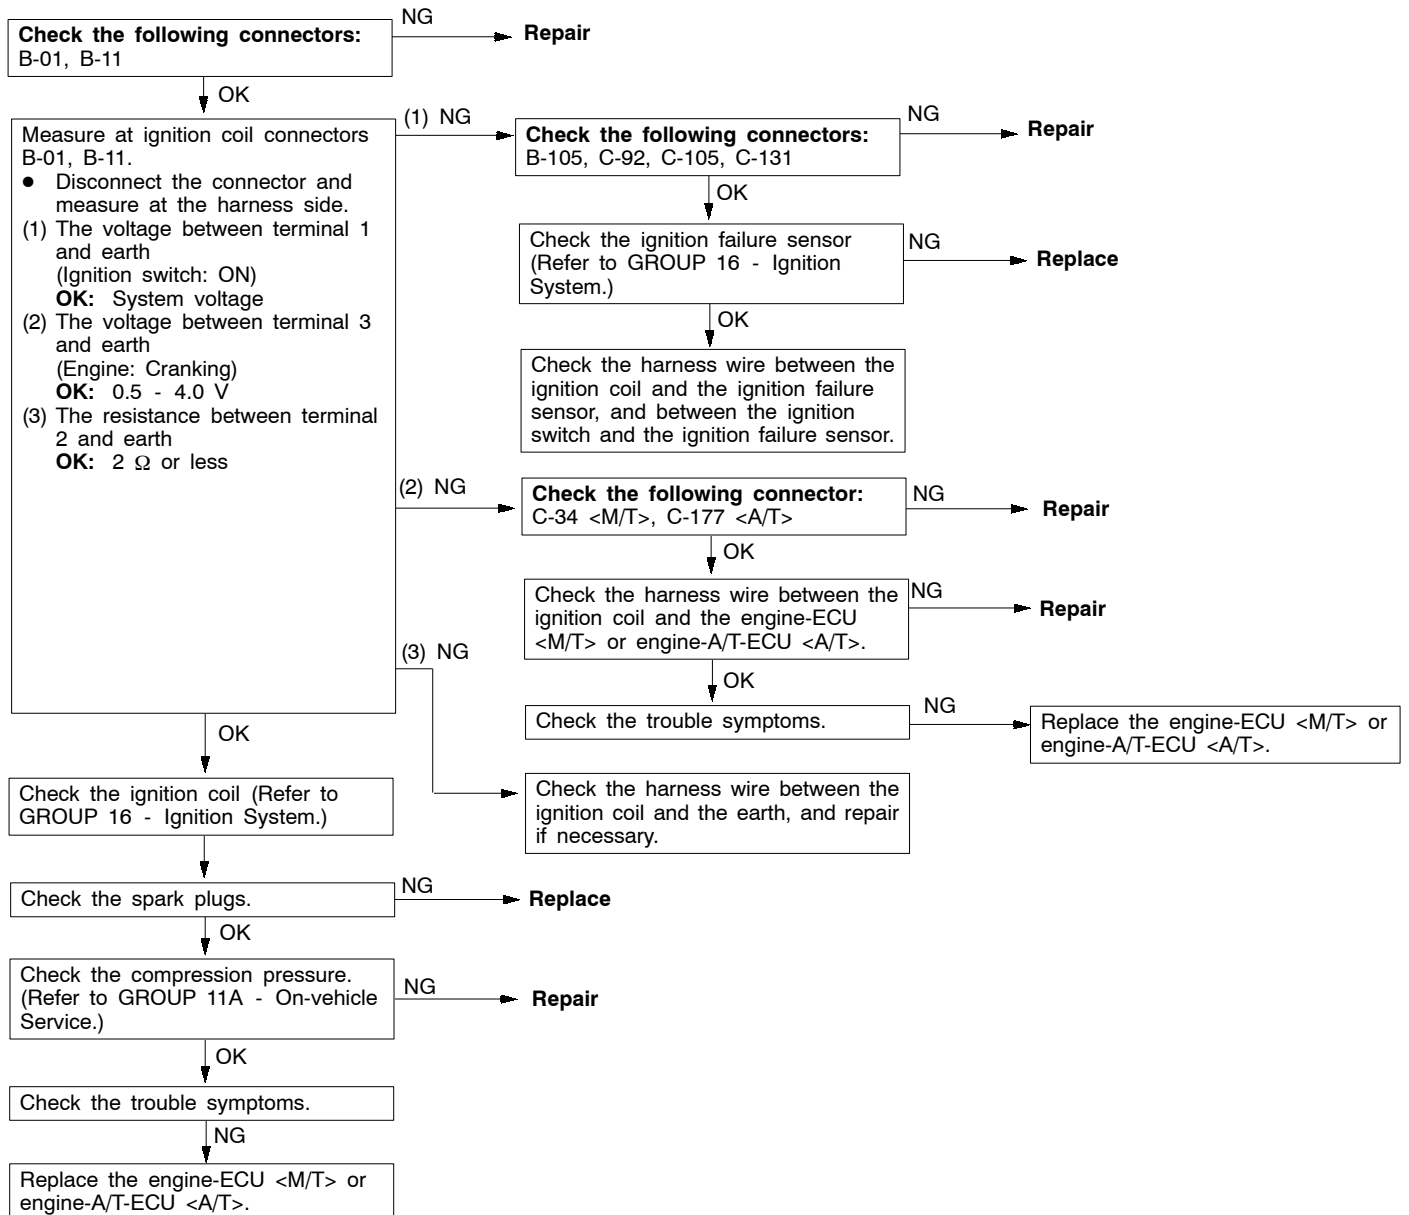 Check the following connectors:
B-01, B-11
NG
Repair
OK
Measure at ignition coil connectors
B-01, B-11.
● Disconnect the connector and
measure at the harness side.
(1) The voltage between terminal 1
and earth
(Ignition switch: ON)
OK: System voltage
(2) The voltage between terminal 3
and earth
(Engine: Cranking)
OK: 0.5 - 4.0 V
(3) The resistance between terminal
2 and earth
OK: 2 Ω or less
(1) NG
Check the following connectors:
B-105, C-92, C-105, C-131
NG
Repair
OK
Check the ignition failure sensor
(Refer to GROUP 16 - Ignition
System.)
NG
Replace
OK
Check the harness wire between the
ignition coil and the ignition failure
sensor, and between the ignition
switch and the ignition failure sensor.
(2) NG
Check the following connector:
C-34 <M/T>, C-177 <A/T>
NG
Repair
OK
Check the harness wire between the
ignition coil and the engine-ECU
<M/T> or engine-A/T-ECU <A/T>.
NG
Repair
OK
Check the trouble symptoms.
NG
Replace the engine-ECU <M/T> or
engine-A/T-ECU <A/T>.
(3) NG
Check the harness wire between the
ignition coil and the earth, and repair
if necessary.
OK
Check the ignition coil (Refer to
GROUP 16 - Ignition System.)
Check the spark plugs.
NG
Replace
OK
Check the compression pressure.
(Refer to GROUP 11A - On-vehicle
Service.)
NG
Repair
OK
Check the trouble symptoms.
NG
Replace the engine-ECU <M/T> or
engine-A/T-ECU <A/T>.